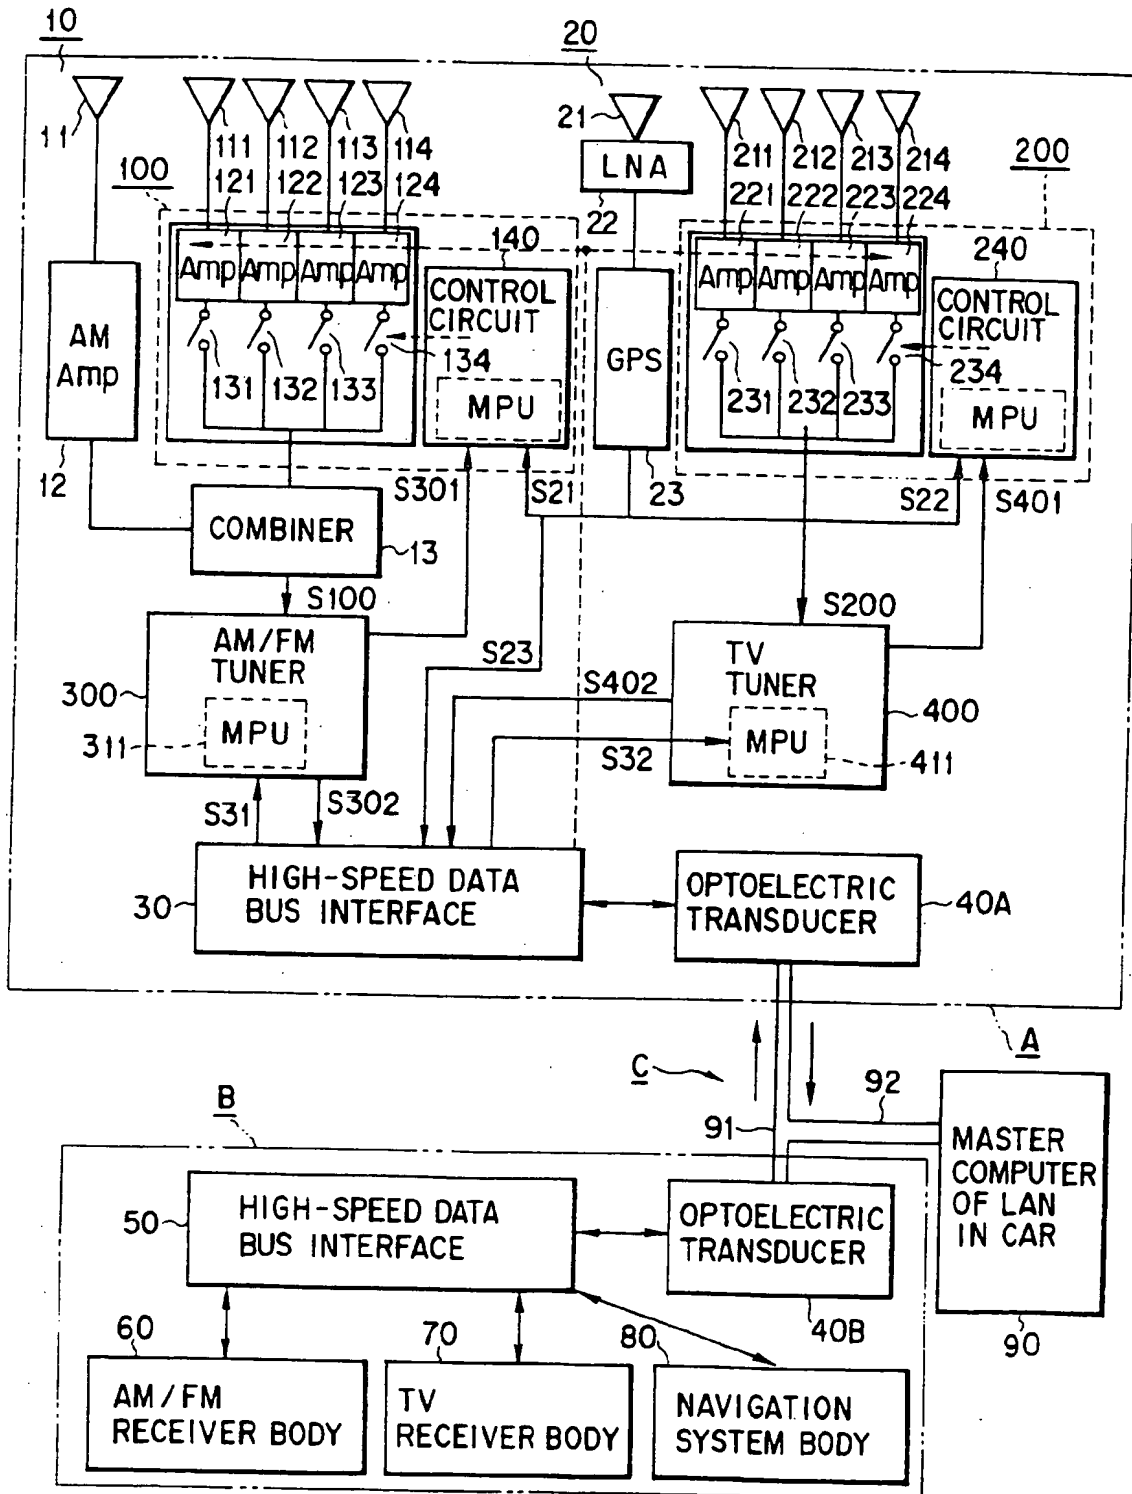 10
20
11
111
112
113
114
21
LNA
22
211
212
213
214
200
100
121
122
123
124
221
222
223
224
140
240
Amp
Amp
Amp
Amp
Amp
Amp
Amp
Amp
AM
Amp
CONTROL
CIRCUIT
134
MPU
GPS
CONTROL
CIRCUIT
234
MPU
131
132
133
231
232
233
12
S301
S21
23
S22
S401
COMBINER
13
S100
S200
AM/FM
TUNER
300
MPU
311
S23
S402
TV
TUNER
400
MPU
411
S32
S31
S302
HIGH-SPEED DATA
BUS INTERFACE
30
OPTOELECTRIC
TRANSDUCER
40A
A
C
91
92
B
MASTER
COMPUTER
OF LAN
IN CAR
90
HIGH-SPEED DATA
BUS INTERFACE
50
OPTOELECTRIC
TRANSDUCER
40B
60
70
80
AM/FM
RECEIVER BODY
TV
RECEIVER BODY
NAVIGATION
SYSTEM BODY